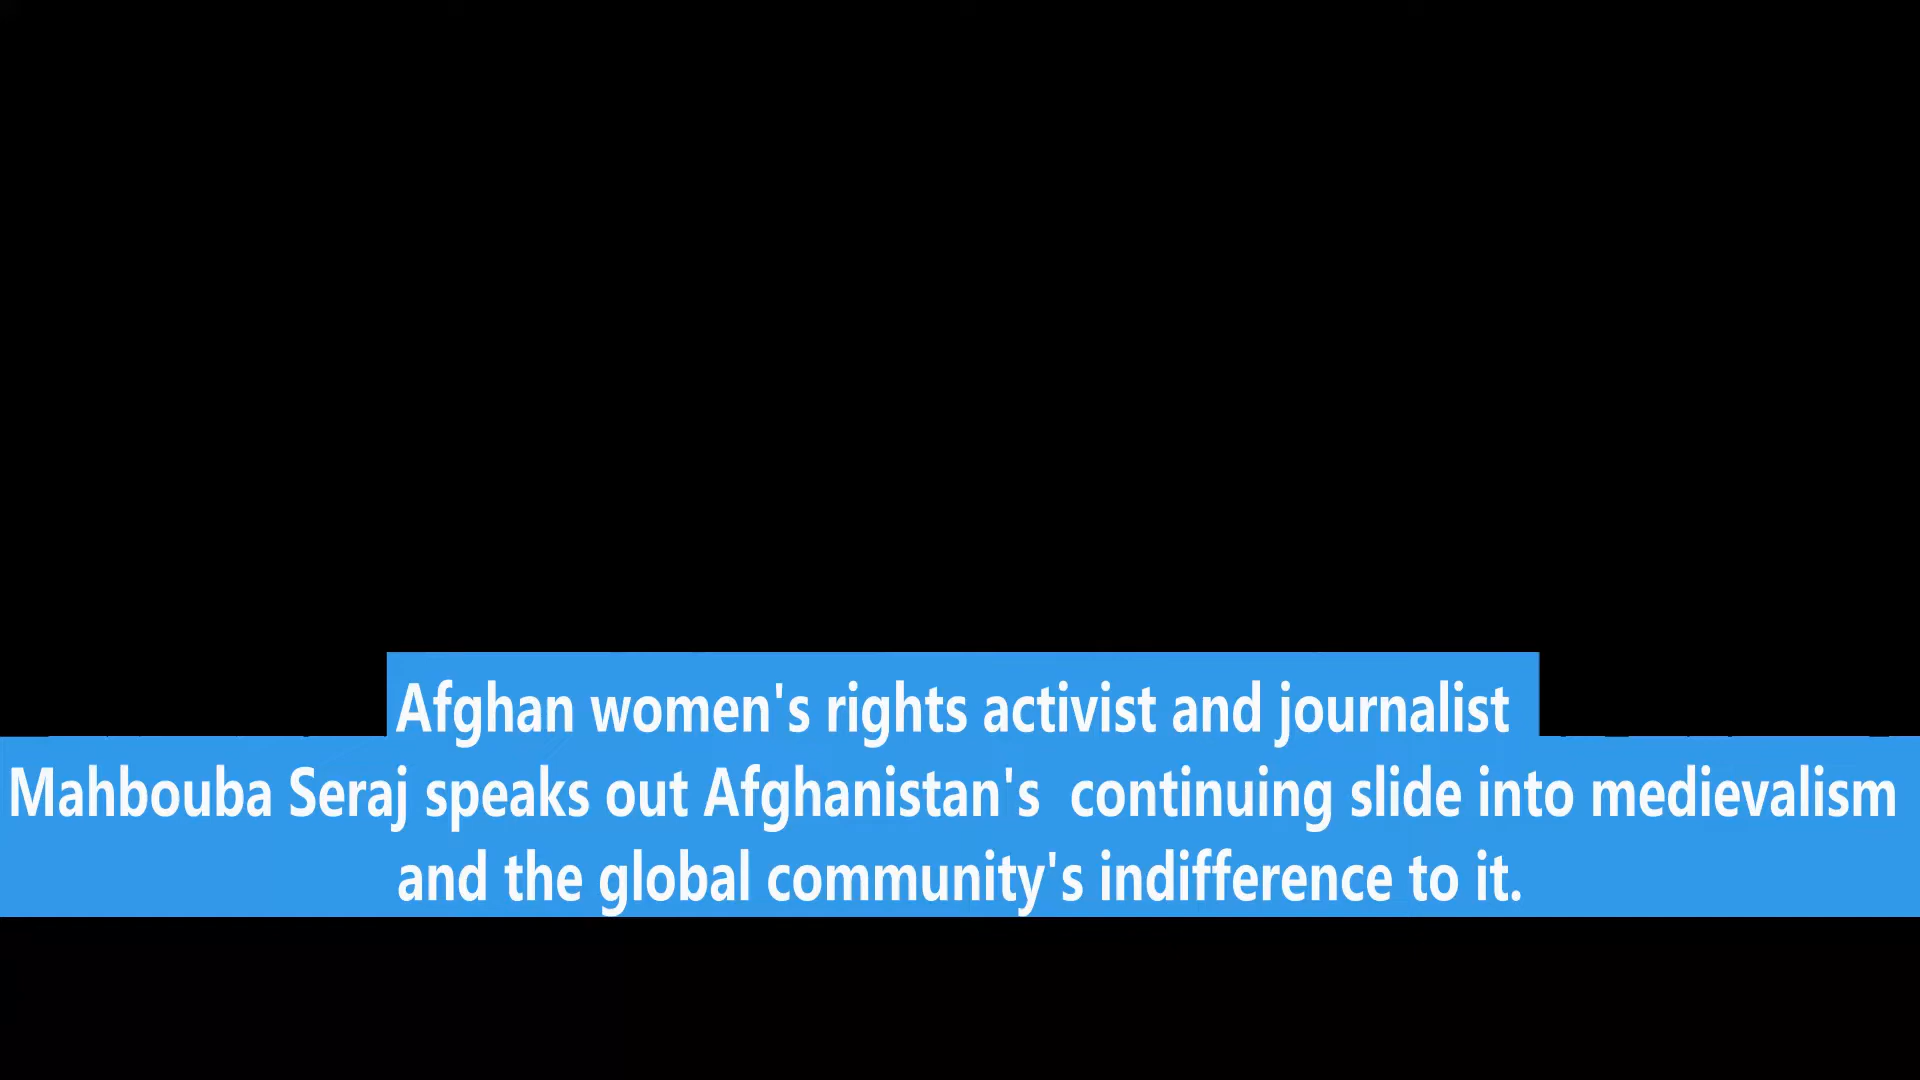 Afghan women's rights activist and journalist
Mahbouba Seraj speaks out Afghanistan's  continuing slide into medievalism
and the global community's indifference to it.